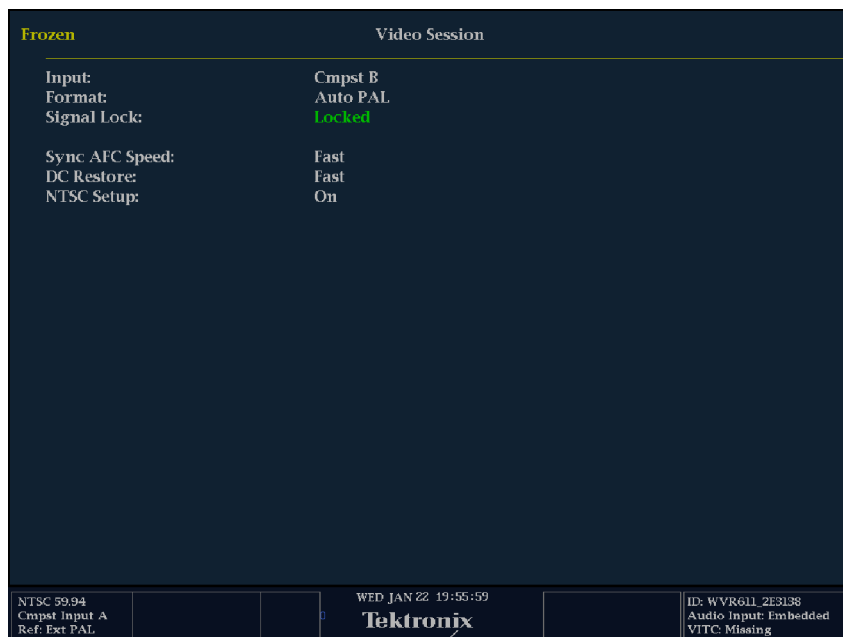 Frozen
Video Session
Input: Cmpst B
Format: Auto PAL
Signal Lock: Locked
Sync AFC Speed: Fast
DC Restore: Fast
NTSC Setup: On
NTSC 59.94
Cmpst Input A
Ref: Ext PAL
WED JAN 22 19:55:59
Tektronix
ID: WVR611_2E3138
Audio Input: Embedded
VITC: Missing